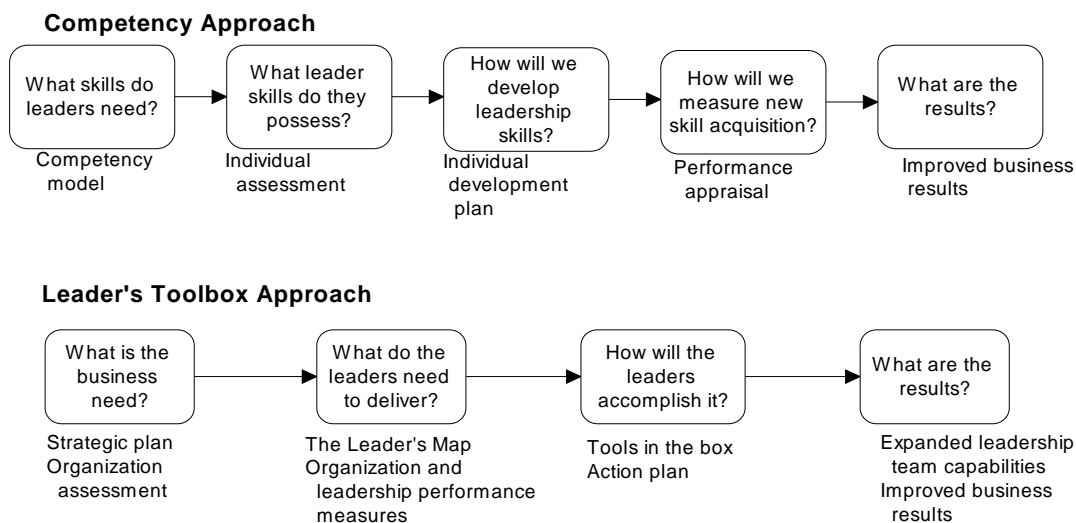 Competency Approach
What skills do
leaders need?
What leader
skills do they
possess?
How will we
develop
leadership
skills?
How will we
measure new
skill acquisition?
What are the
results?
Competency
model
Individual
assessment
Individual
development
plan
Performance
appraisal
Improved business
results
Leader's Toolbox Approach
What is the
business
need?
What do the
leaders need
to deliver?
How will the
leaders
accomplish it?
What are the
results?
Strategic plan
Organization
assessment
The Leader's Map
Organization and
leadership performance
measures
Tools in the box
Action plan
Expanded leadership
team capabilities
Improved business
results